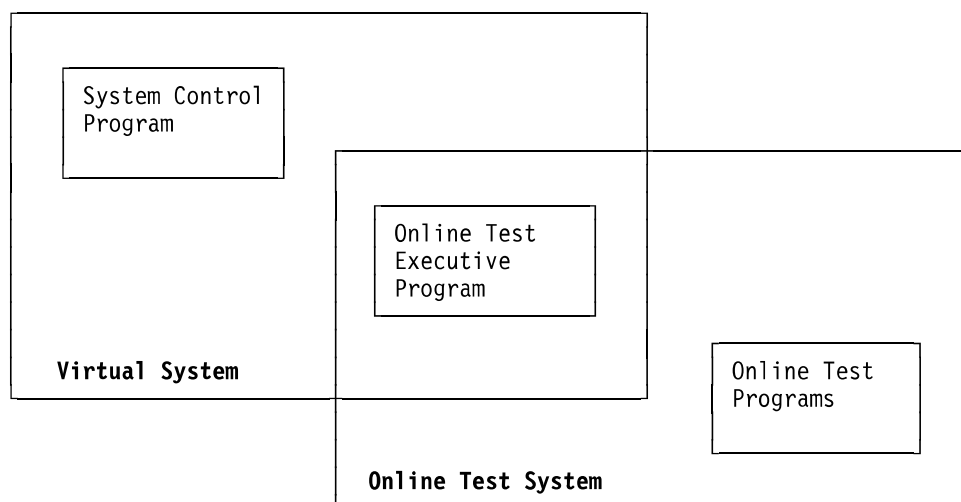 System Control
Program
Online Test
Executive
Program
Virtual System
Online Test
Programs
Online Test System